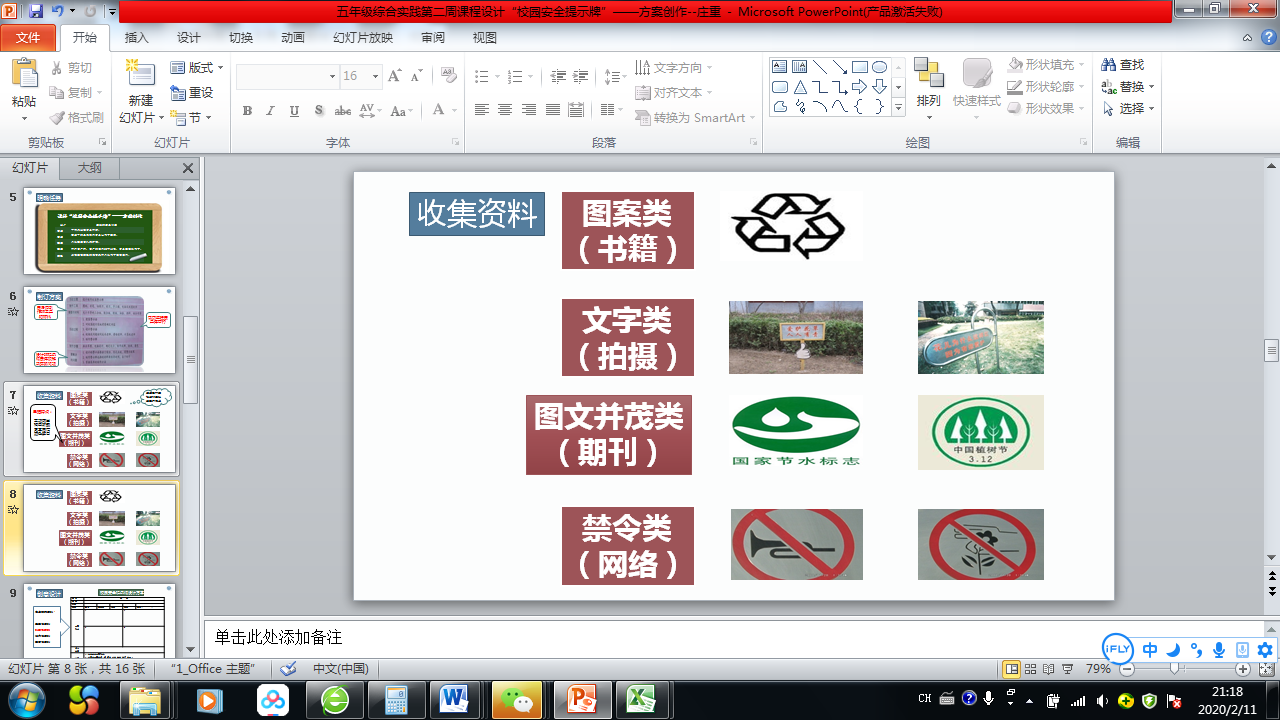 五年级综合实践第二周课程设计“校园安全提示牌”——方案创作--庄重 - Microsoft PowerPoint(产品激活失败)
文件
开始
插入
设计
切换
动画
幻灯片放映
审阅
视图
粘贴
剪切
复制
格式刷
剪贴板
新建
幻灯片
版式
重设
节
幻灯片
16
字体
文字方向
对齐文本
转换为 SmartArt
段落
排列
快速样式
形状填充
形状轮廓
形状效果
绘图
查找
替换
选择
编辑
幻灯片
大纲
5
6
7
8
9
收集资料
图案类
（书籍）
文字类
（拍摄）
图文并茂类
（期刊）
国家节水标志
中国植树节
3.12
禁令类
（网络）
单击此处添加备注
iFLY
中
幻灯片 第 8 张，共 16 张
“1_Office 主题”
中文(中国)
79%
CH
21:18
2020/2/11